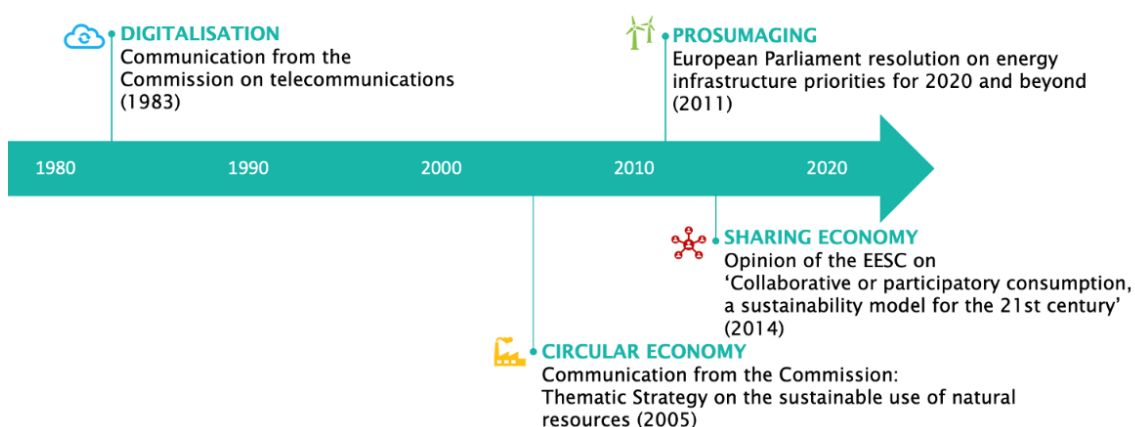 DIGITALISATION
Communication from the
Commission on telecommunications
(1983)
PROSUMAGING
European Parliament resolution on energy
infrastructure priorities for 2020 and beyond
(2011)
1980
1990
2000
2010
2020
SHARING ECONOMY
Opinion of the EESC on
‘Collaborative or participatory consumption,
a sustainability model for the 21st century’
(2014)
CIRCULAR ECONOMY
Communication from the Commission:
Thematic Strategy on the sustainable use of natural
resources (2005)